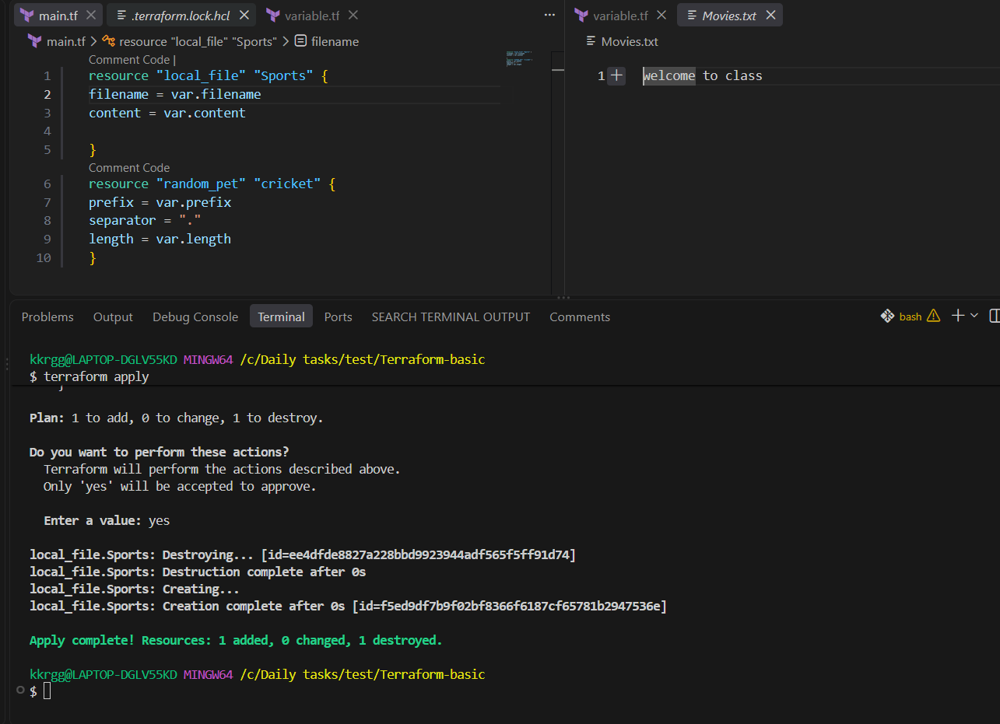 main.tf .terraform.lock.hcl variable.tf ...
main.tf > resource "local_file" "Sports" > filename
Comment Code |
1 resource "local_file" "Sports" {
2 filename = var.filename
3 content = var.content
4
5 }
Comment Code
6 resource "random_pet" "cricket" {
7 prefix = var.prefix
8 separator = "."
9 length = var.length
10 }
variable.tf Movies.txt
Movies.txt
1 welcome to class
Problems Output Debug Console Terminal Ports SEARCH TERMINAL OUTPUT Comments bash
kkrgg@LAPTOP-DGLV55KD MINGW64 /c/Daily tasks/test/Terraform-basic
$ terraform apply
}
Plan: 1 to add, 0 to change, 1 to destroy.
Do you want to perform these actions?
Terraform will perform the actions described above.
Only 'yes' will be accepted to approve.
Enter a value: yes
local_file.Sports: Destroying... [id=ee4dfde8827a228bbd9923944adf565f5ff91d74]
local_file.Sports: Destruction complete after 0s
local_file.Sports: Creating...
local_file.Sports: Creation complete after 0s [id=f5ed9df7b9f02bf8366f6187cf65781b2947536e]
Apply complete! Resources: 1 added, 0 changed, 1 destroyed.
kkrgg@LAPTOP-DGLV55KD MINGW64 /c/Daily tasks/test/Terraform-basic
$